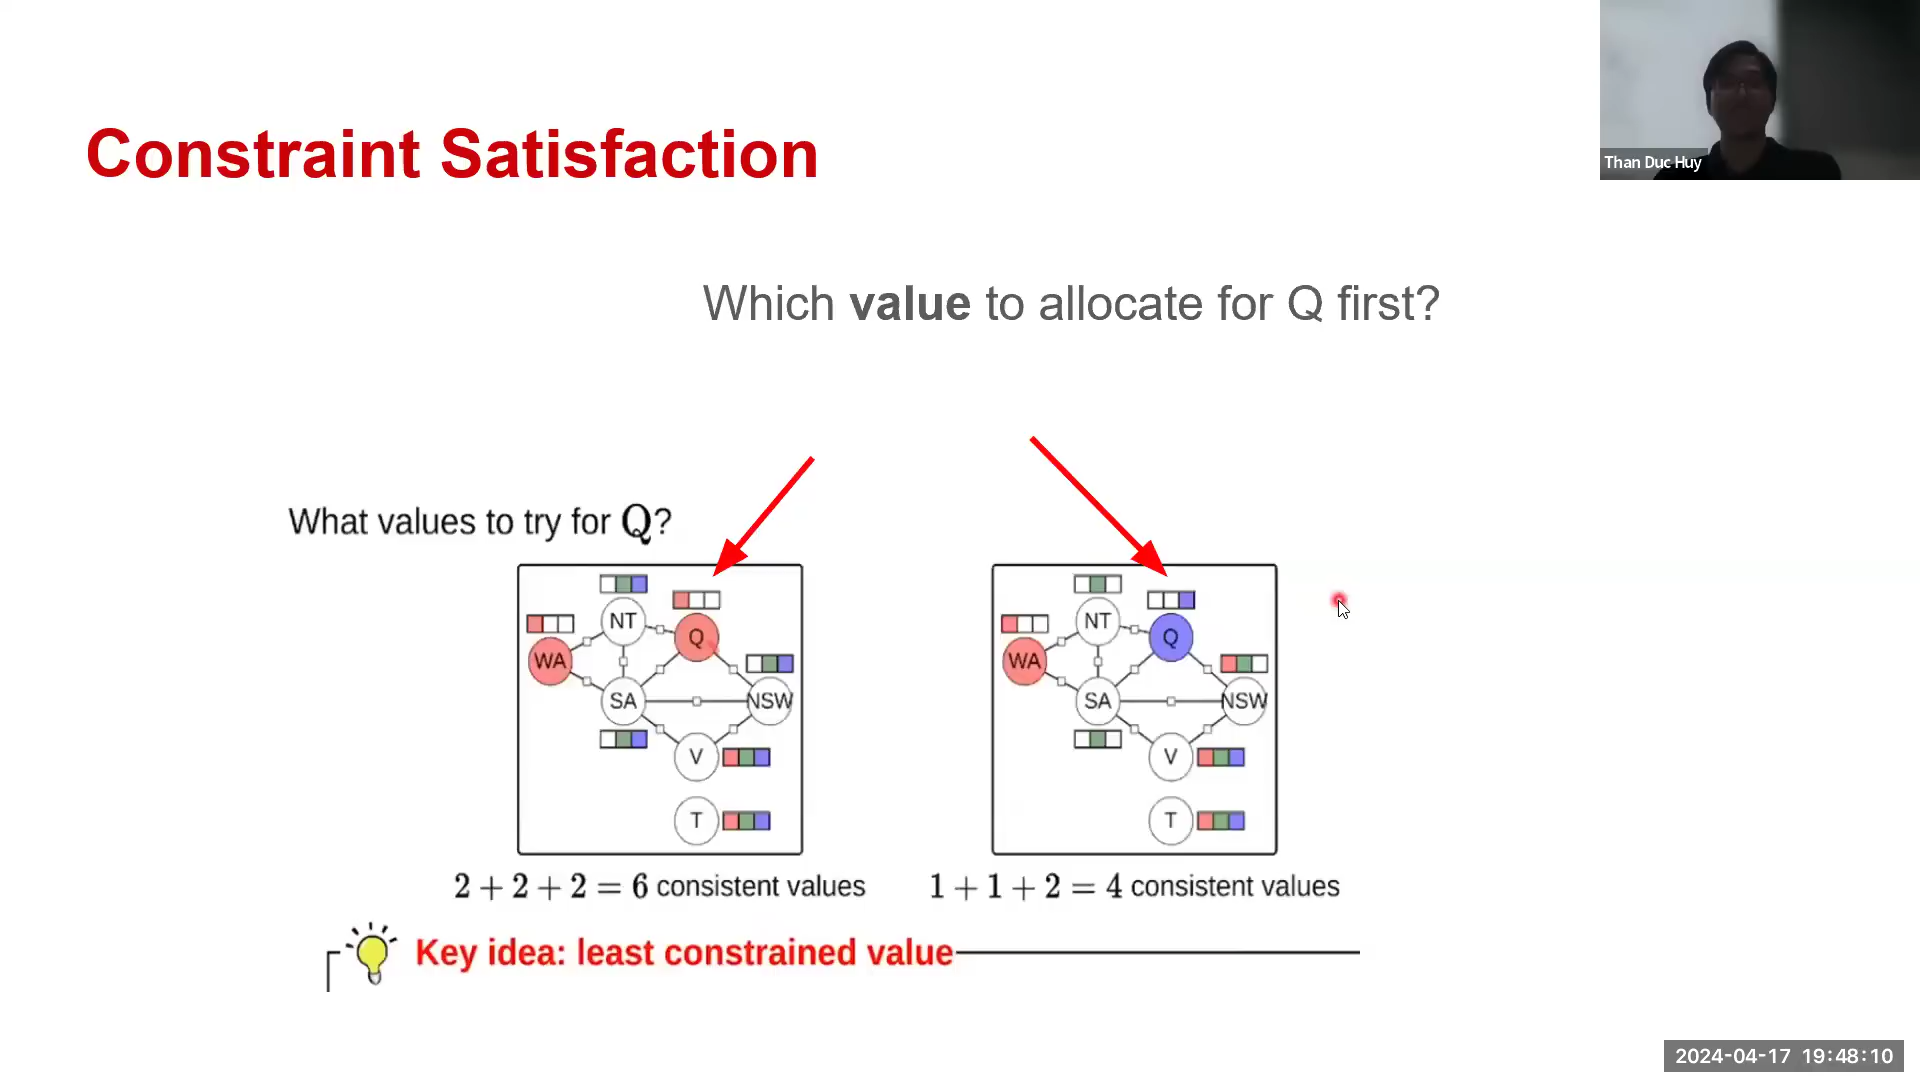 Than Duc Huy
Constraint Satisfaction
Which value to allocate for Q first?
What values to try for Q?
NT
Q
WA
SA
NSW
V
T
2 + 2 + 2 = 6 consistent values
NT
Q
WA
SA
NSW
V
T
1 + 1 + 2 = 4 consistent values
Key idea: least constrained value
2024-04-17 19:48:10